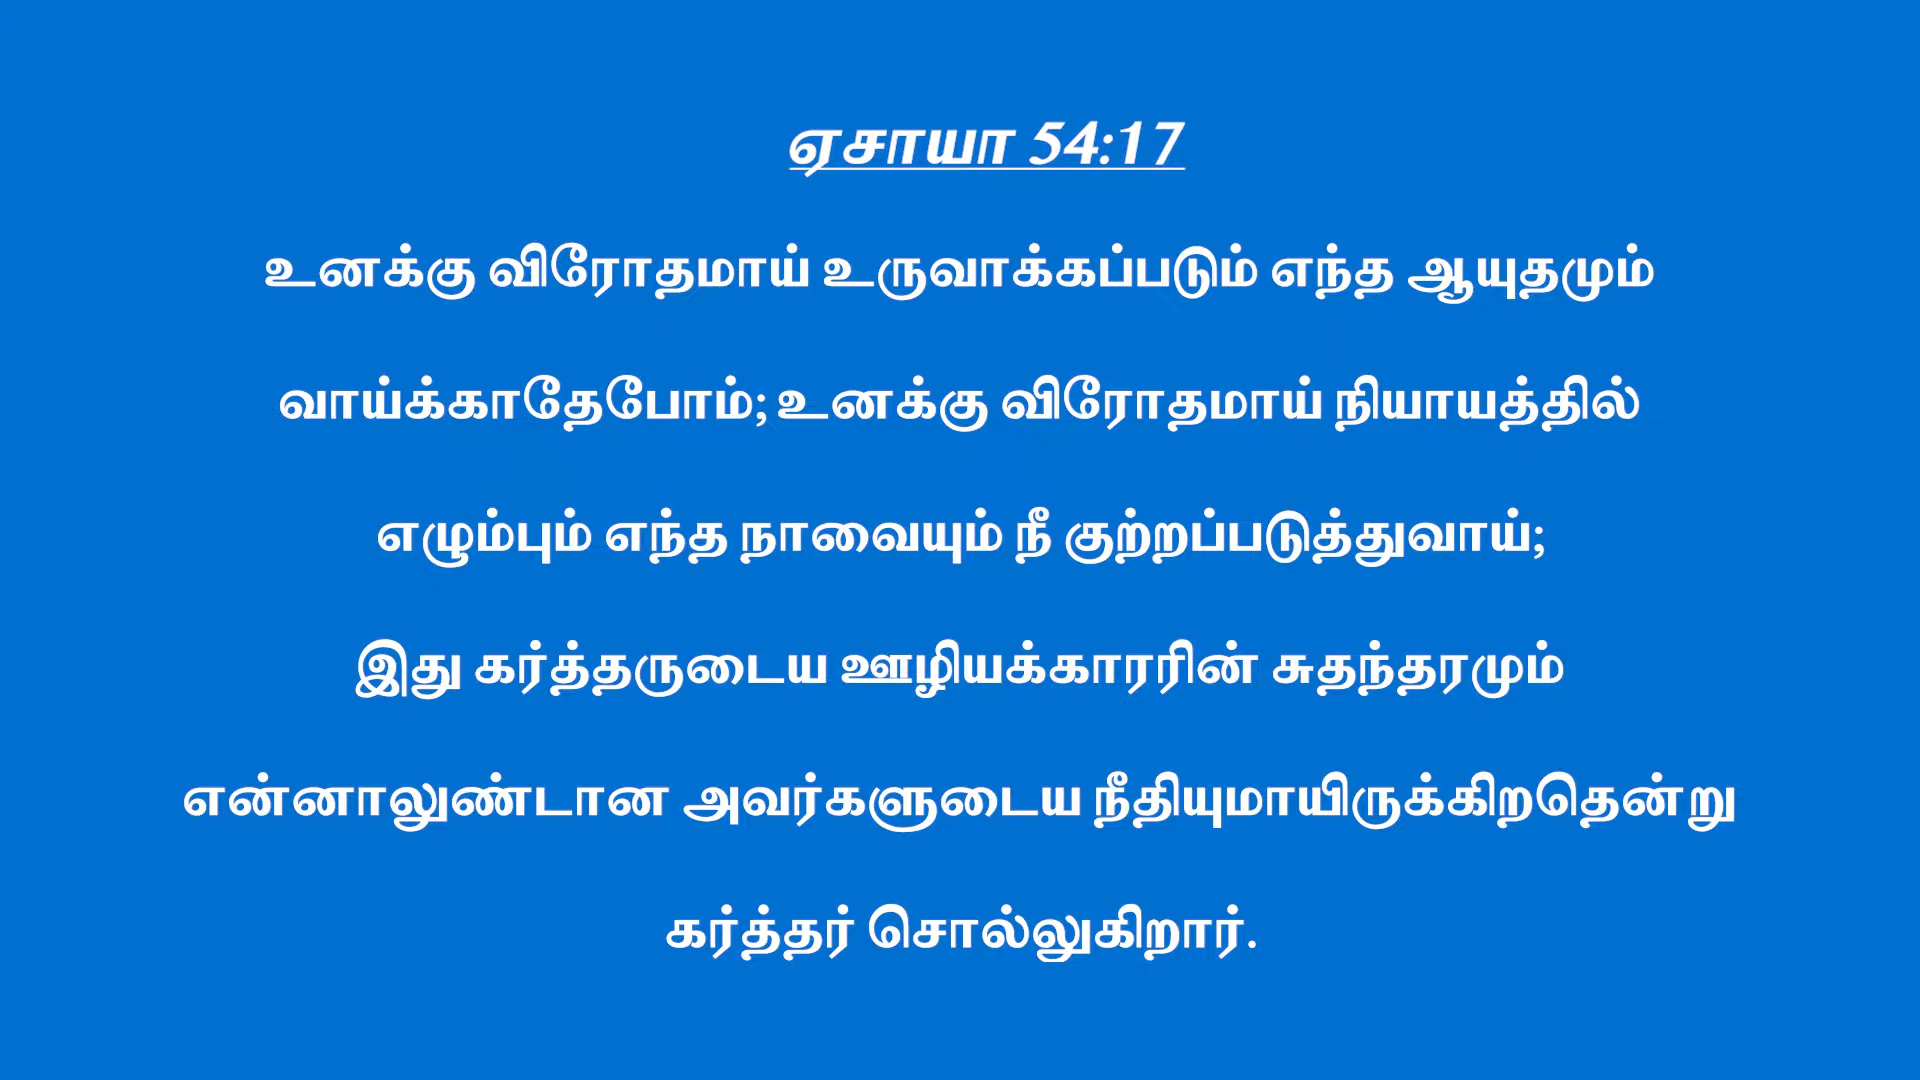 ஏசாயா 54:17
உனக்கு விரோதமாய் உருவாக்கப்படும் எந்த ஆயுதமும்
வாய்க்காதேபோம்; உனக்கு விரோதமாய் நியாயத்தில்
எழும்பும் எந்த நாவையும் நீ குற்றப்படுத்துவாய்;
இது கர்த்தருடைய ஊழியக்காரரின் சுதந்தரமும்
என்னாலுண்டான அவர்களுடைய நீதியுமாயிருக்கிறதென்று
கர்த்தர் சொல்லுகிறார்.